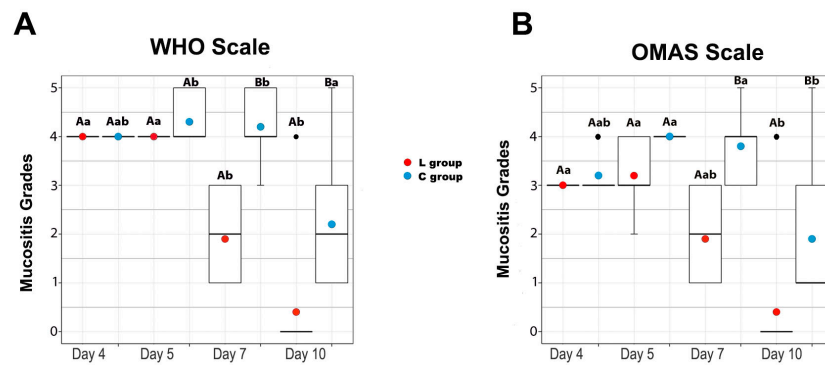 A
WHO Scale
Mucositis Grades
5
4
3
2
1
0
Aa
Aab
Aa
Ab
Ab
Bb
Ab
Ba
Day 4
Day 5
Day 7
Day 10
L group
C group
B
OMAS Scale
Mucositis Grades
5
4
3
2
1
0
Aa
Aab
Aa
Aa
Aab
Ba
Ab
Bb
Day 4
Day 5
Day 7
Day 10